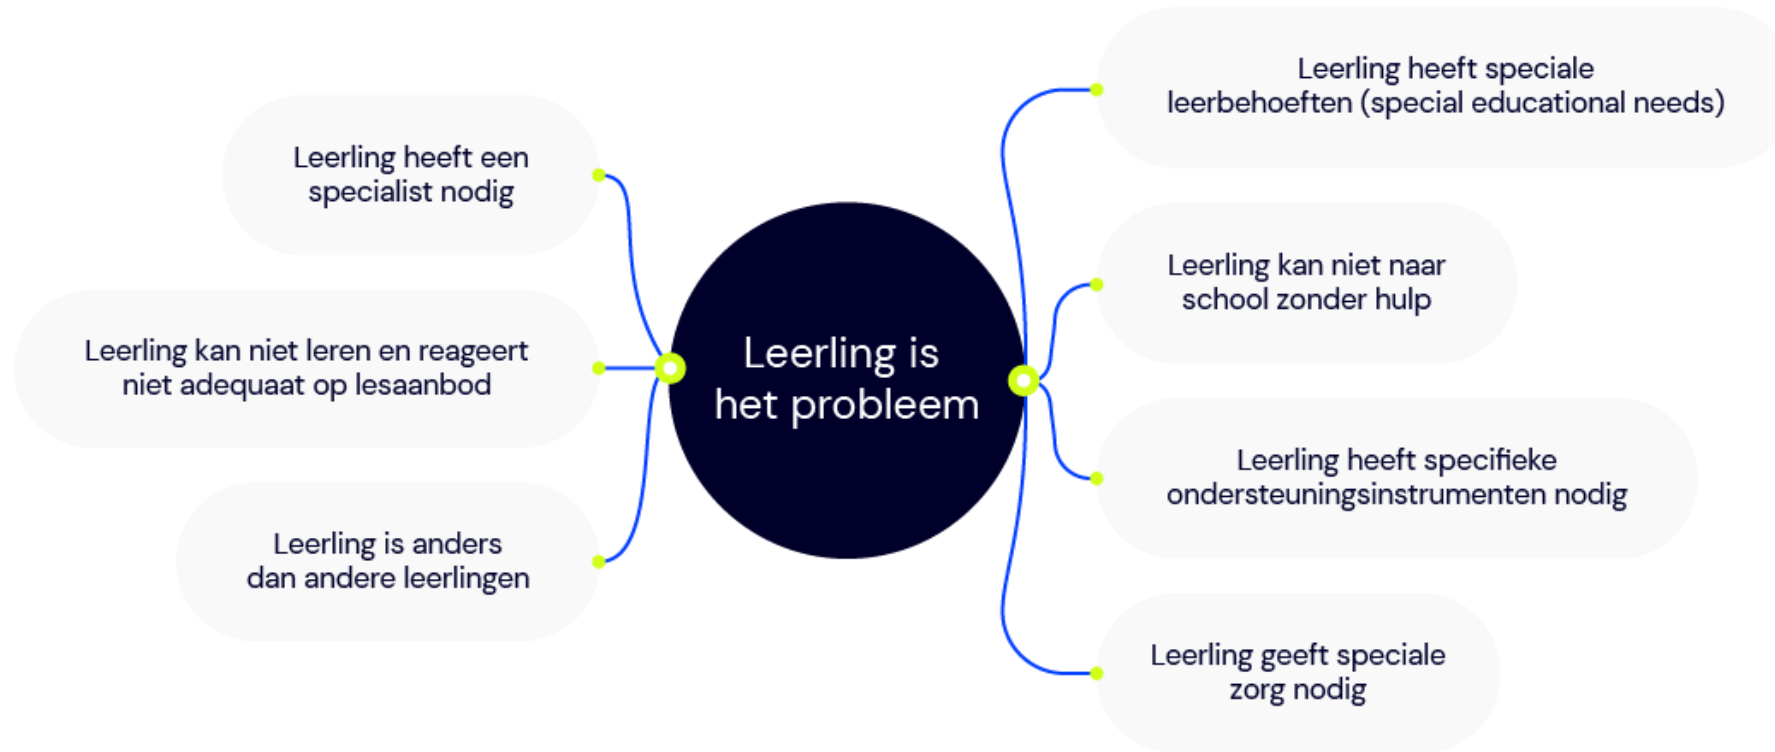 Leerling heeft een
specialist nodig
Leerling kan niet leren en reageert
niet adequaat op lesaanbod
Leerling is anders
dan andere leerlingen
Leerling is
het probleem
Leerling heeft speciale
leerbehoeften (special educational needs)
Leerling kan niet naar
school zonder hulp
Leerling heeft specifieke
ondersteuningsinstrumenten nodig
Leerling geeft speciale
zorg nodig